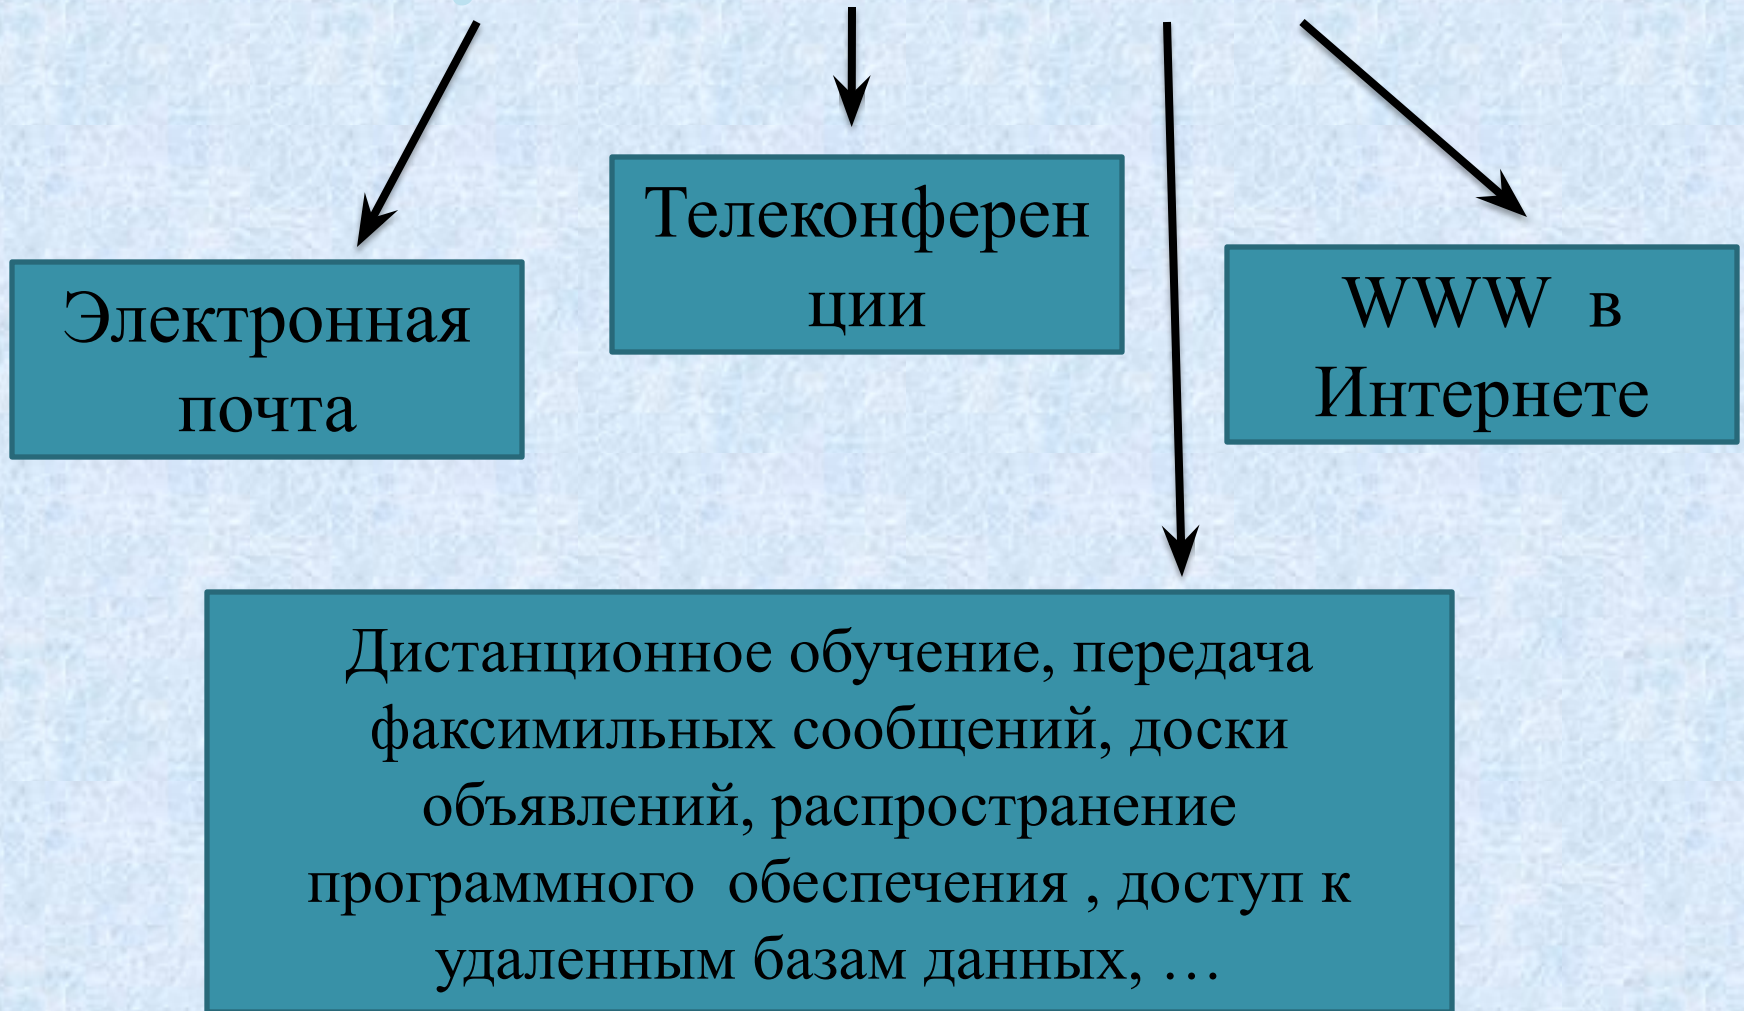 Телеконферен
ции
Электронная
почта
WWW в
Интернете
Дистанционное обучение, передача
факсимильных сообщений, доски
объявлений, распространение
программного обеспечения , доступ к
удаленным базам данных, …